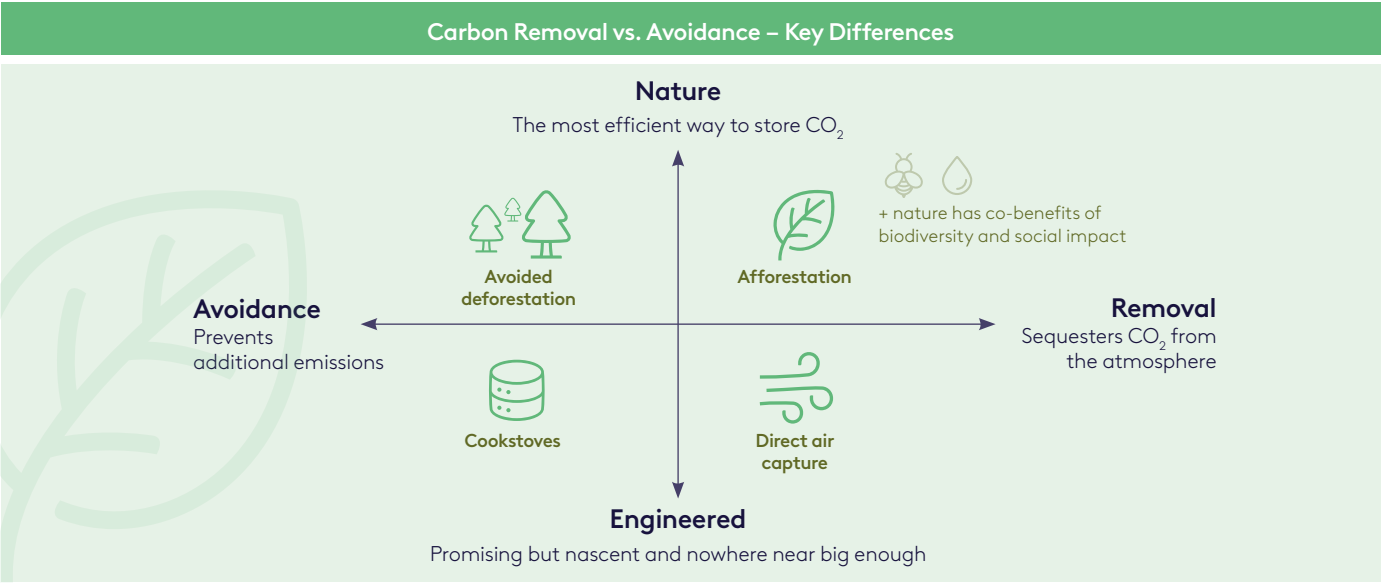 Carbon Removal vs. Avoidance – Key Differences
Nature
The most efficient way to store CO₂
+ nature has co-benefits of
biodiversity and social impact
Avoided
deforestation
Afforestation
Avoidance
Prevents
additional emissions
Removal
Sequesters CO₂ from
the atmosphere
Cookstoves
Direct air
capture
Engineered
Promising but nascent and nowhere near big enough